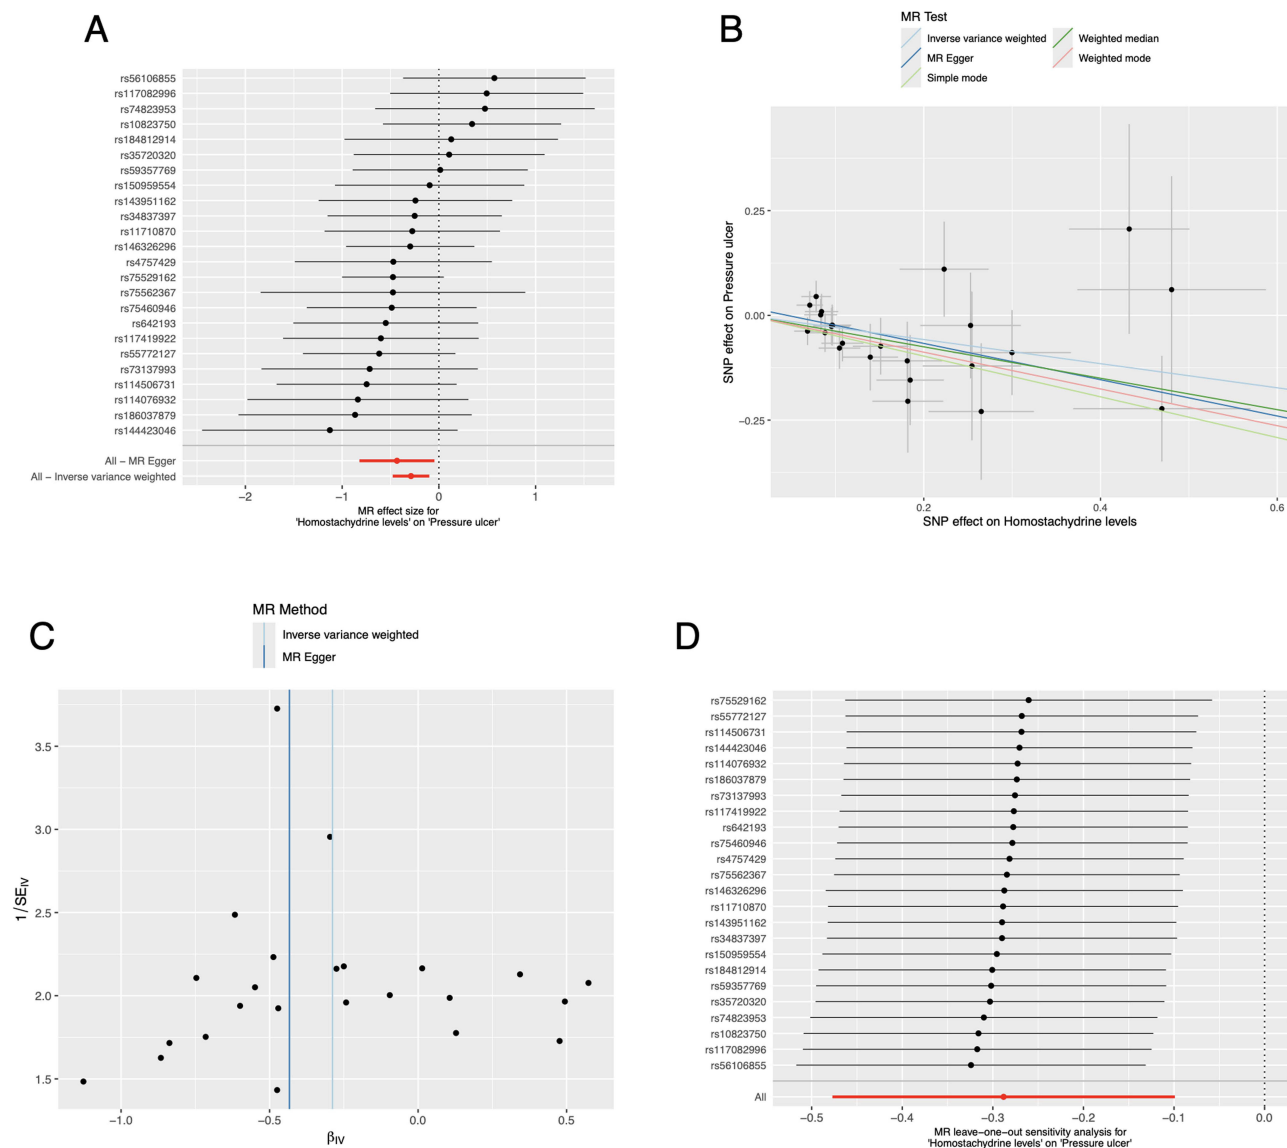 A
rs56106855
rs117082996
rs74823953
rs10823750
rs184812914
rs35720320
rs59357769
rs150959554
rs143951162
rs34837397
rs11710870
rs146326296
rs4757429
rs75529162
rs75562367
rs75460946
rs642193
rs117419922
rs55772127
rs73137993
rs114506731
rs114076932
rs186037879
rs144423046
All − MR Egger
All − Inverse variance weighted
−2 −1 0 1
MR effect size for
'Homostachydrine levels' on 'Pressure ulcer'
B
MR Test
Inverse variance weighted
MR Egger
Simple mode
Weighted median
Weighted mode
SNP effect on Pressure ulcer
0.25
0.00
−0.25
0.2 0.4 0.6
SNP effect on Homostachydrine levels
C
MR Method
Inverse variance weighted
MR Egger
1/SEIV
3.5
3.0
2.5
2.0
1.5
−1.0 −0.5 0.0 0.5
βIV
D
rs75529162
rs55772127
rs114506731
rs144423046
rs114076932
rs186037879
rs73137993
rs117419922
rs642193
rs75460946
rs4757429
rs75562367
rs146326296
rs11710870
rs143951162
rs34837397
rs150959554
rs184812914
rs59357769
rs35720320
rs74823953
rs10823750
rs117082996
rs56106855
All
−0.5 −0.4 −0.3 −0.2 −0.1 0.0
MR leave−one−out sensitivity analysis for
'Homostachydrine levels' on 'Pressure ulcer'